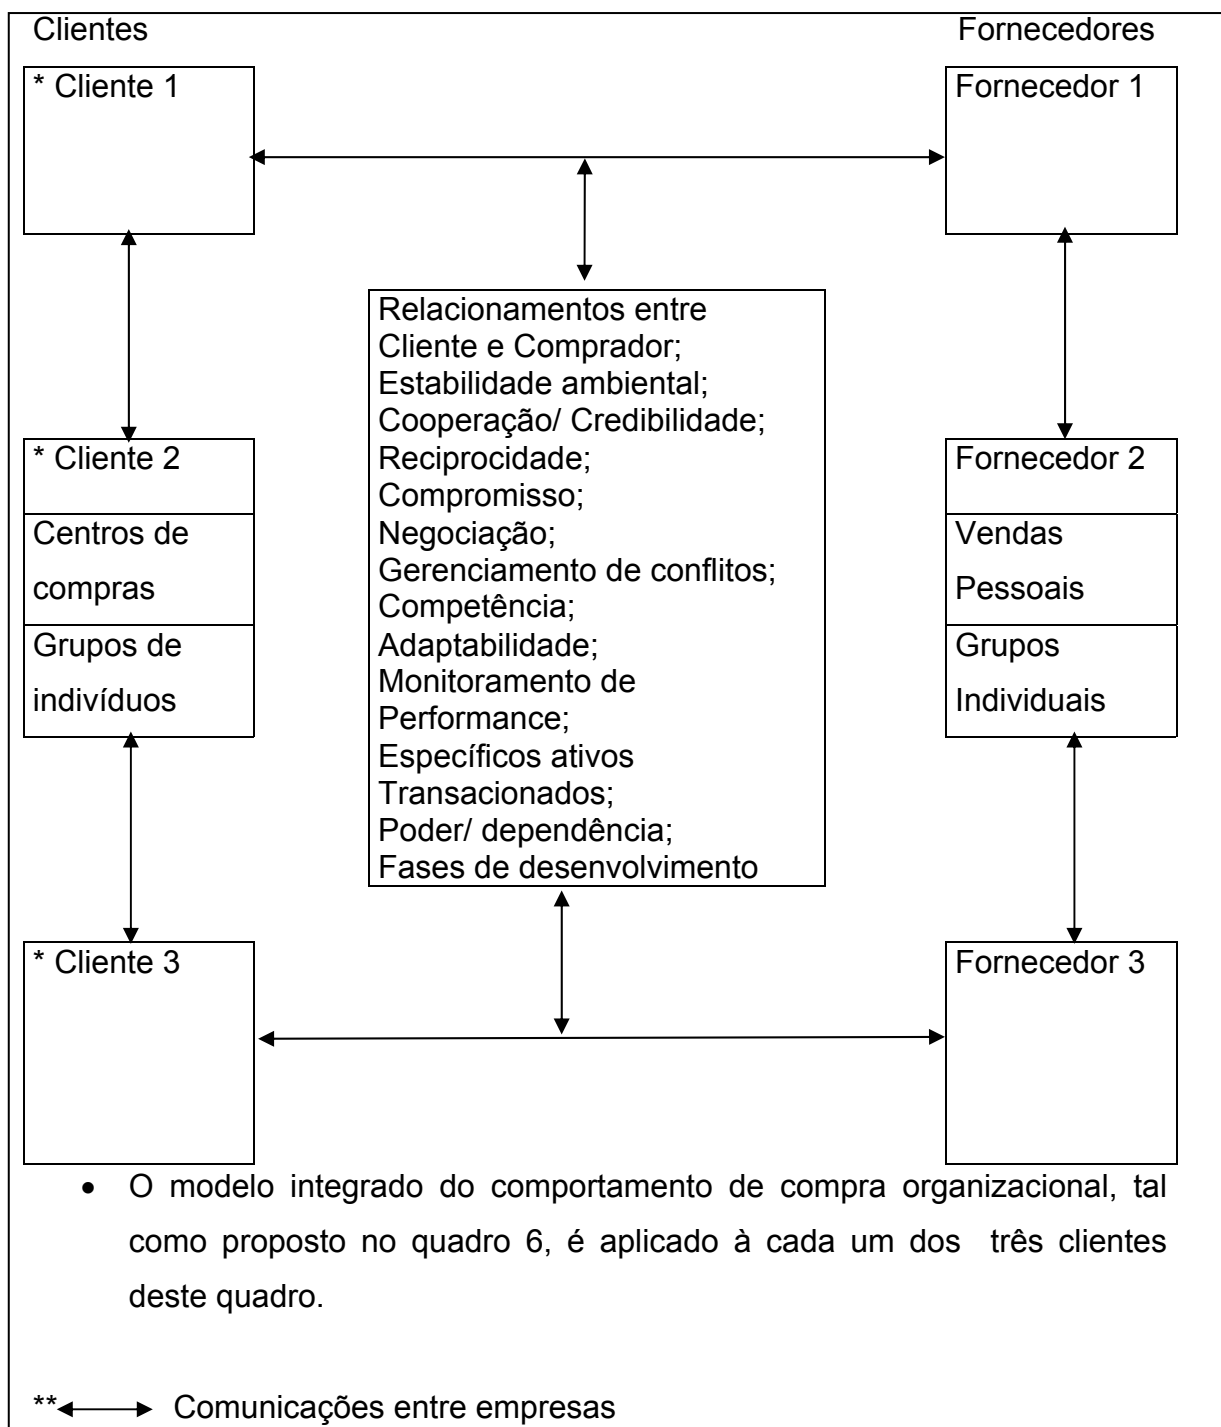 Clientes
Fornecedores
* Cliente 1
Fornecedor 1
Relacionamentos entre
Cliente e Comprador;
Estabilidade ambiental;
Cooperação/ Credibilidade;
Reciprocidade;
Compromisso;
Negociação;
Gerenciamento de conflitos;
Competência;
Adaptabilidade;
Monitoramento de
Performance;
Específicos ativos
Transacionados;
Poder/ dependência;
Fases de desenvolvimento
* Cliente 2
Centros de
compras
Grupos de
indivíduos
Fornecedor 2
Vendas
Pessoais
Grupos
Individuais
* Cliente 3
Fornecedor 3
• O modelo integrado do comportamento de compra organizacional, tal
como proposto no quadro 6, é aplicado à cada um dos três clientes
deste quadro.
** Comunicações entre empresas